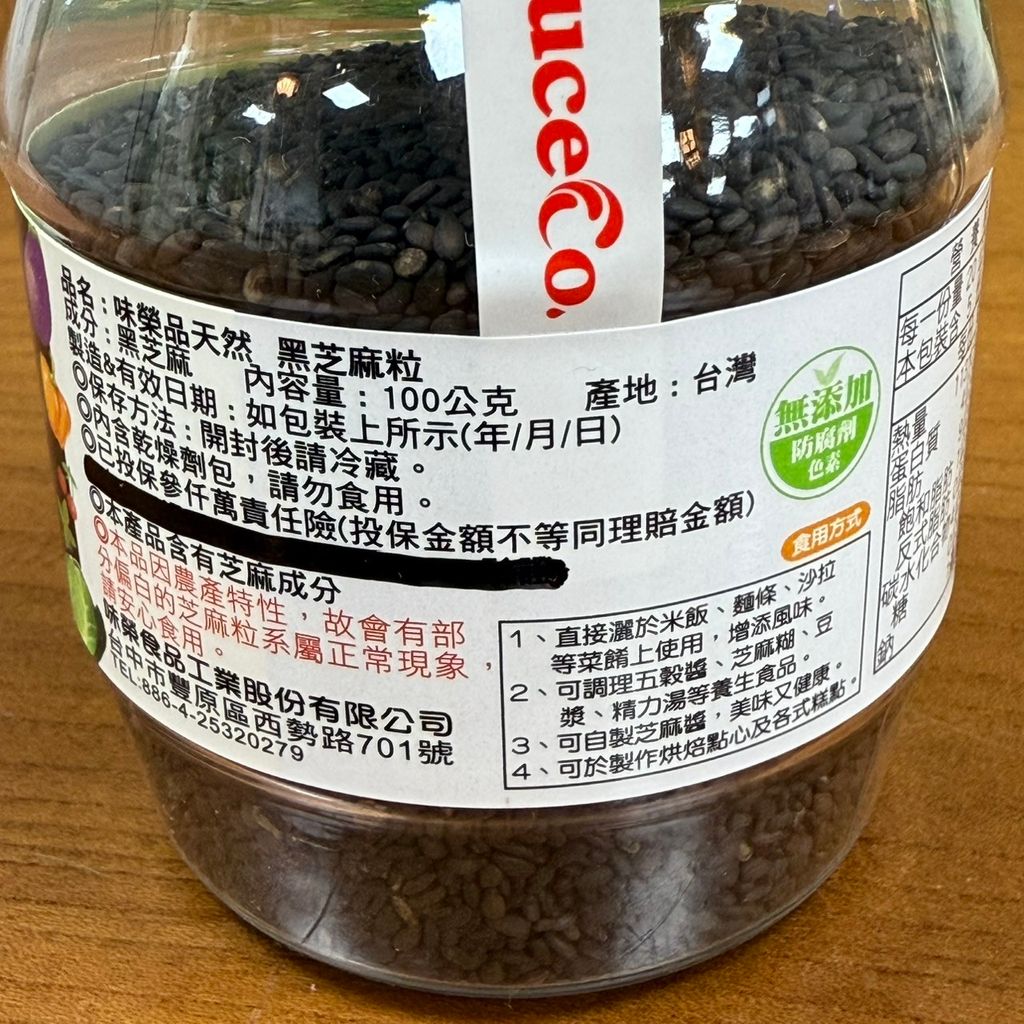 uceCo.
品名：味榮品天然　黑芝麻粒
成分：黑芝麻　內容量：100公克　產地：台灣
製造&有效日期：如包裝上所示(年/月/日)
◎保存方法：開封後請冷藏。
◎內含乾燥劑包，請勿食用。
◎已投保參仟萬責任險(投保金額不等同理賠金額)
◎本產品含有芝麻成分
◎本品因農產特性，故會有部
分偏白的芝麻粒系屬正常現象，
請安心食用。
味榮食品工業股份有限公司
台中市豐原區西勢路701號
TEL:886-4-25320279
無添加
防腐劑
色素
食用方式
1、直接灑於米飯、麵條、沙拉
等菜餚上使用，增添風味。
2、可調理五穀醬、芝麻糊、豆
漿、精力湯等養生食品。
3、可自製芝麻醬，美味又健康。
4、可於製作烘焙點心及各式糕點。
營養
每一份量
本包裝含
熱量
蛋白質
脂肪
飽和脂肪
反式脂肪
碳水化合
糖
鈉